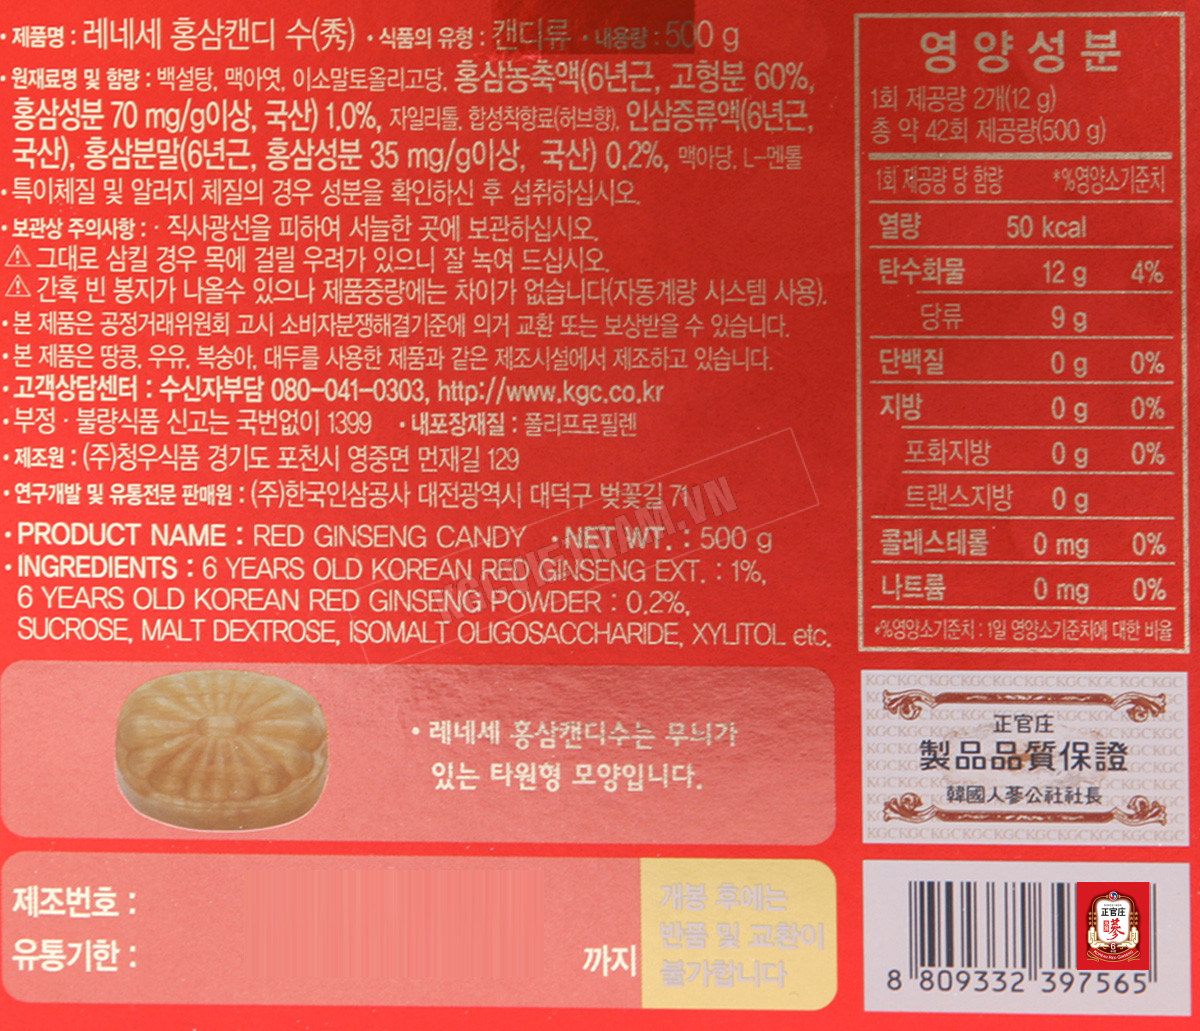 • 제품명 : 레네세 홍삼캔디 수(秀) • 식품의 유형 : 캔디류 • 내용량 : 500 g
• 원재료명 및 함량 : 백설탕, 맥아엿, 이소말토올리고당, 홍삼농축액(6년근, 고형분 60%,
홍삼성분 70 mg/g이상, 국산) 1.0%, 자일리톨, 합성착향료(허브향), 인삼증류액(6년근,
국산), 홍삼분말(6년근, 홍삼성분 35 mg/g이상, 국산) 0.2%, 맥아당, L-멘톨
• 특이체질 및 알러지 체질의 경우 성분을 확인하신 후 섭취하십시오.
• 보관상 주의사항 : · 직사광선을 피하여 서늘한 곳에 보관하십시오.
⚠ 그대로 삼킬 경우 목에 걸릴 우려가 있으니 잘 녹여 드십시오.
⚠ 간혹 빈 봉지가 나올수 있으나 제품중량에는 차이가 없습니다(자동계량 시스템 사용).
• 본 제품은 공정거래위원회 고시 소비자분쟁해결기준에 의거 교환 또는 보상받을 수 있습니다.
• 본 제품은 땅콩, 우유, 복숭아, 대두를 사용한 제품과 같은 제조시설에서 제조하고 있습니다.
• 고객상담센터 : 수신자부담 080-041-0303, http://www.kgc.co.kr
• 부정 · 불량식품 신고는 국번없이 1399 • 내포장재질 : 폴리프로필렌
• 제조원 : (주)청우식품 경기도 포천시 영중면 먼재길 129
• 연구개발 및 유통전문 판매원 : (주)한국인삼공사 대전광역시 대덕구 벚꽃길 71
• PRODUCT NAME : RED GINSENG CANDY • NET WT. : 500 g
• INGREDIENTS : 6 YEARS OLD KOREAN RED GINSENG EXT. : 1%,
6 YEARS OLD KOREAN RED GINSENG POWDER : 0.2%,
SUCROSE, MALT DEXTROSE, ISOMALT OLIGOSACCHARIDE, XYLITOL etc.
KGCVIETNAM.VN
영양성분
1회 제공량 2개(12 g)
총 약 42회 제공량(500 g)
1회 제공량 당 함량 *%영양소기준치
열량 50 kcal
탄수화물 12 g 4%
당류 9 g
단백질 0 g 0%
지방 0 g 0%
포화지방 0 g 0%
트랜스지방 0 g
콜레스테롤 0 mg 0%
나트륨 0 mg 0%
*%영양소기준치 : 1일 영양소기준치에 대한 비율
• 레네세 홍삼캔디수는 무늬가
있는 타원형 모양입니다.
正官庄
製品品質保證
韓國人蔘公社社長
제조번호 :
유통기한 : 까지
개봉 후에는
반품 및 교환이
불가합니다
正官庄
蔘
8 809332 397565